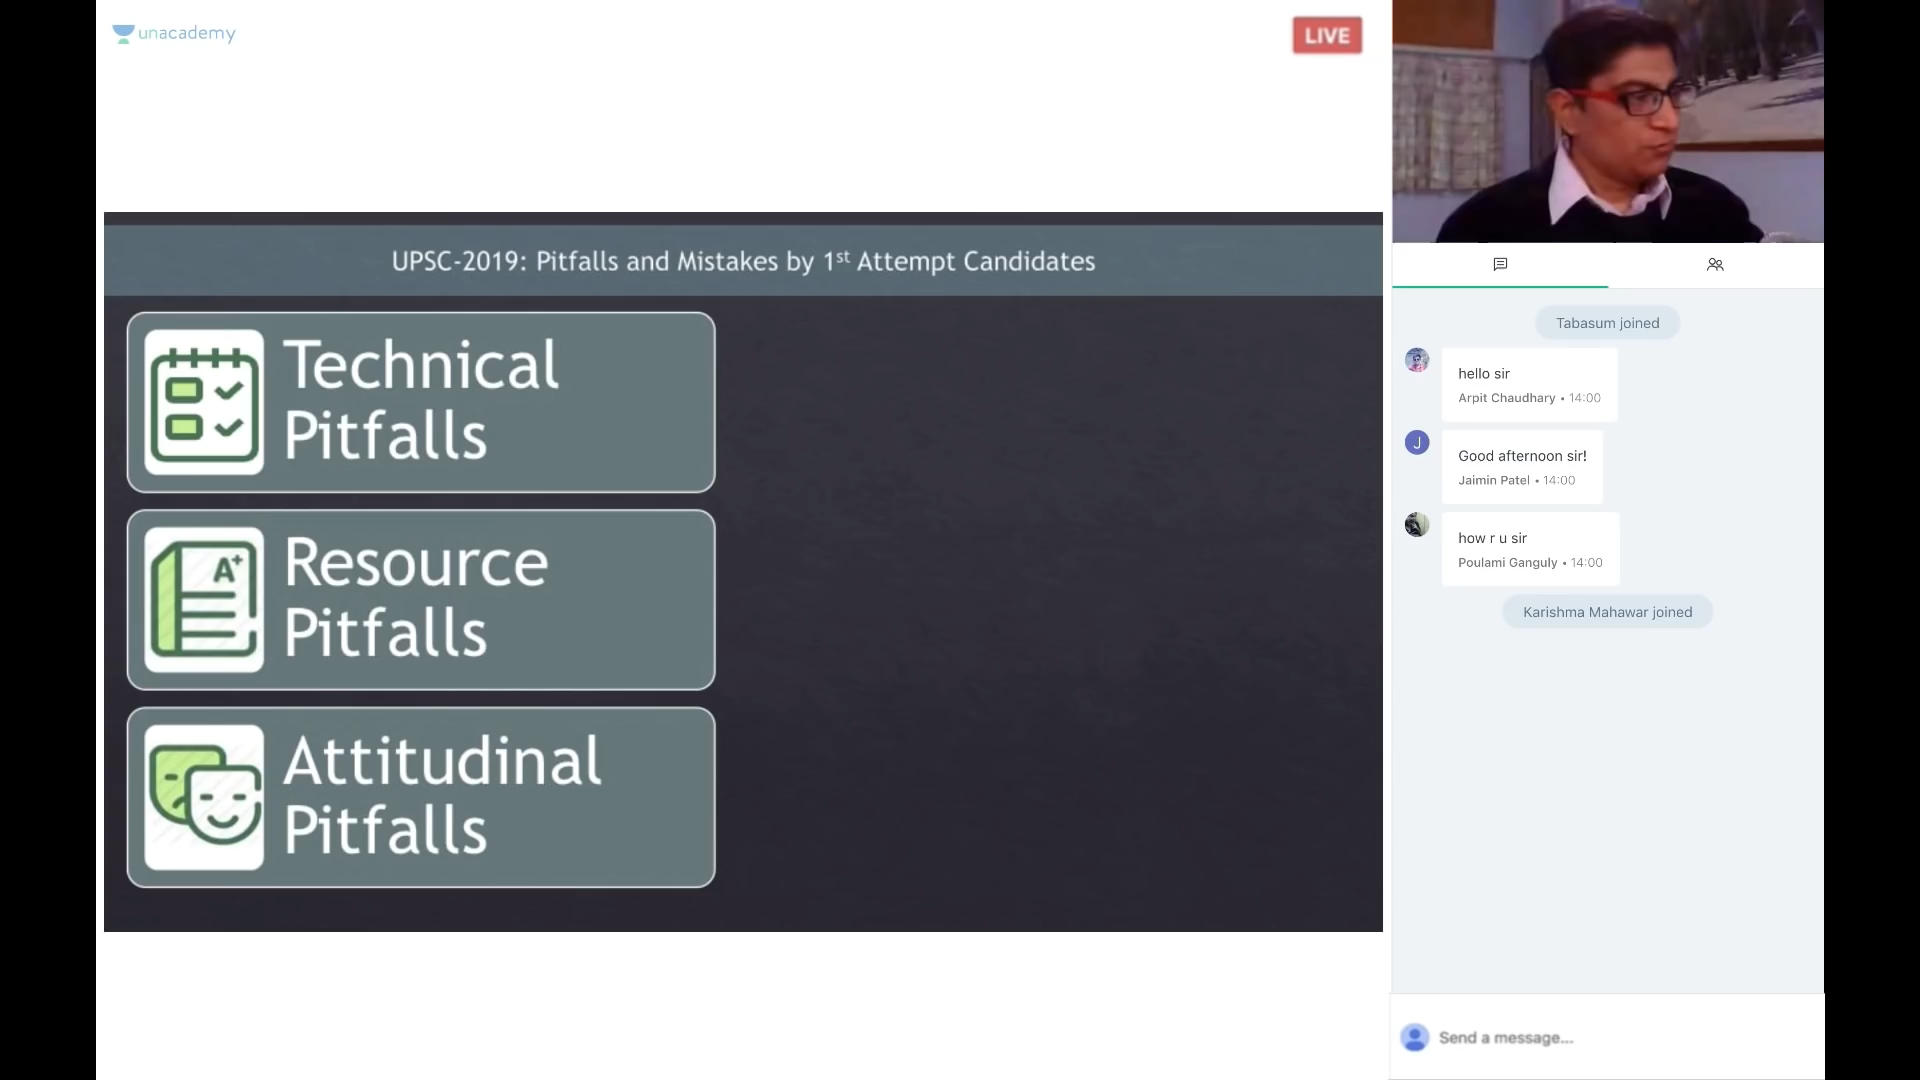 unacademy
LIVE
UPSC-2019: Pitfalls and Mistakes by 1st Attempt Candidates
Technical
Pitfalls
A+
Resource
Pitfalls
Attitudinal
Pitfalls
Tabasum joined
hello sir
Arpit Chaudhary • 14:00
J
Good afternoon sir!
Jaimin Patel • 14:00
how r u sir
Poulami Ganguly • 14:00
Karishma Mahawar joined
Send a message...